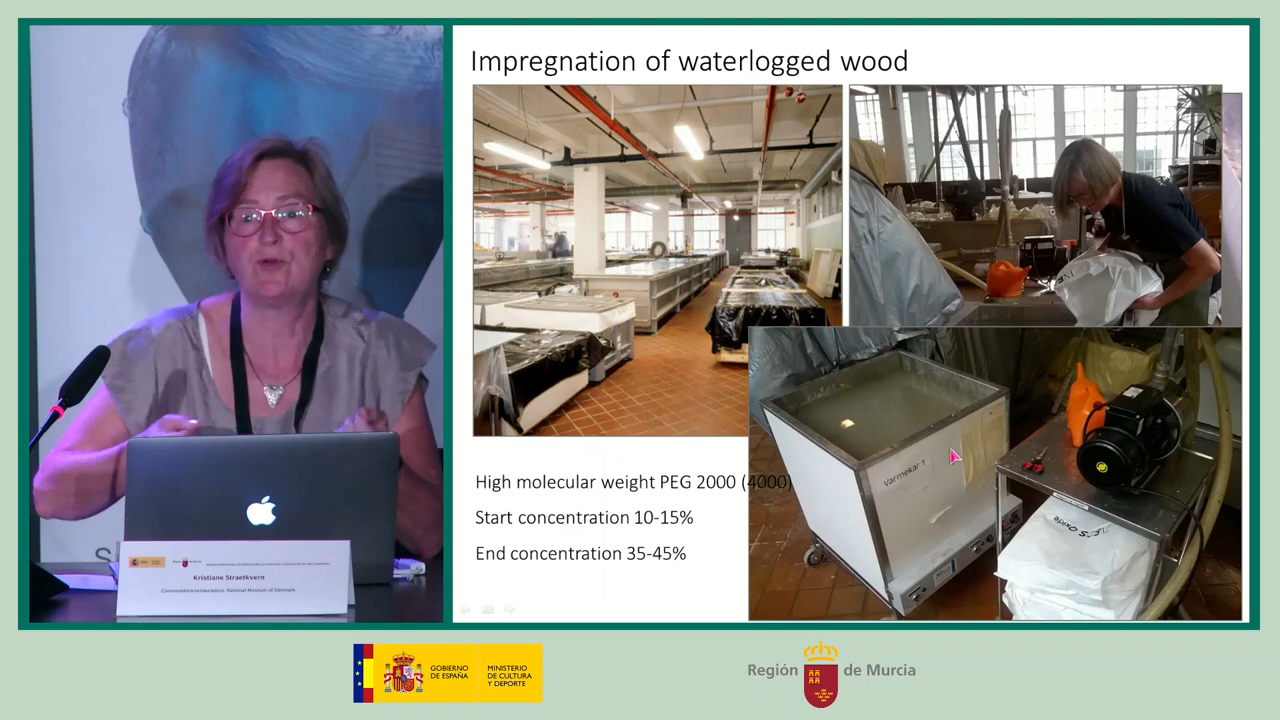 Impregnation of waterlogged wood
Varmekar 1
High molecular weight PEG 2000 (4000)
Start concentration 10-15%
End concentration 35-45%
Kristiane Straetkvern
Conservadora-restauradora. National Museum of Denmark
GOBIERNO
DE ESPAÑA
MINISTERIO
DE CULTURA
Y DEPORTE
Región de Murcia